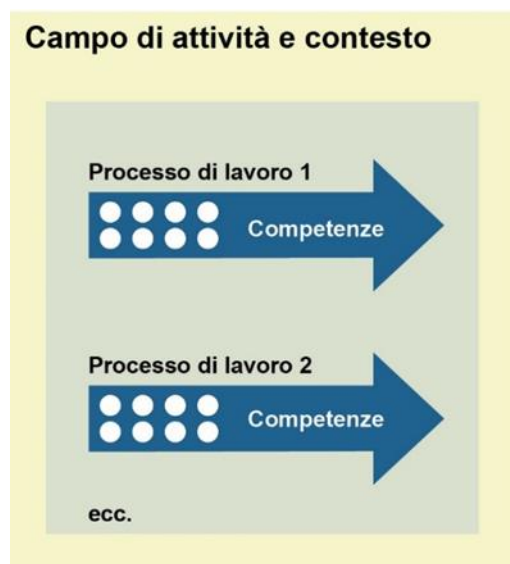 Campo di attività e contesto
Processo di lavoro 1
Competenze
Processo di lavoro 2
Competenze
ecc.